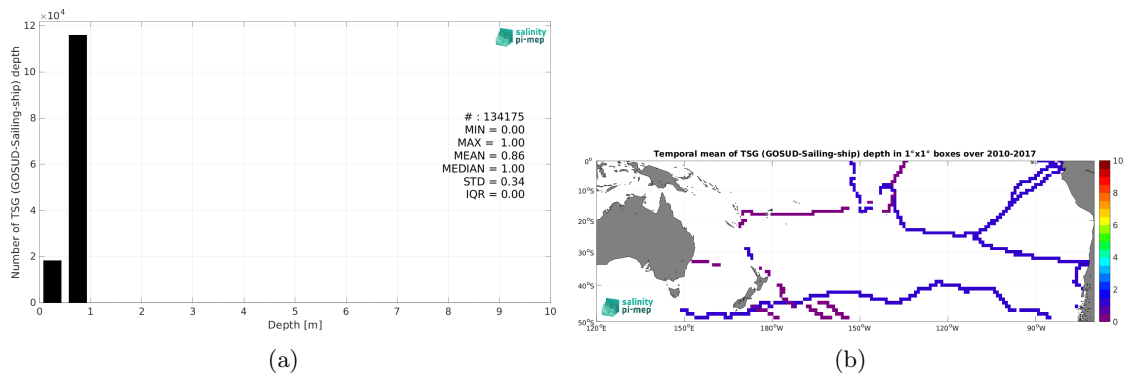 ×10⁴
12
10
8
6
4
2
0
Number of TSG (GOSUD-Sailing-ship) depth
0 1 2 3 4 5 6 7 8 9 10
Depth [m]
salinity
pi-mep
# : 134175
MIN = 0.00
MAX = 1.00
MEAN = 0.86
MEDIAN = 1.00
STD = 0.34
IQR = 0.00
(a)
Temporal mean of TSG (GOSUD-Sailing-ship) depth in 1°x1° boxes over 2010-2017
0°
10°S
20°S
30°S
40°S
50°S
120°E 150°E 180°W 150°W 120°W 90°W
salinity
pi-mep
10
8
6
4
2
0
(b)